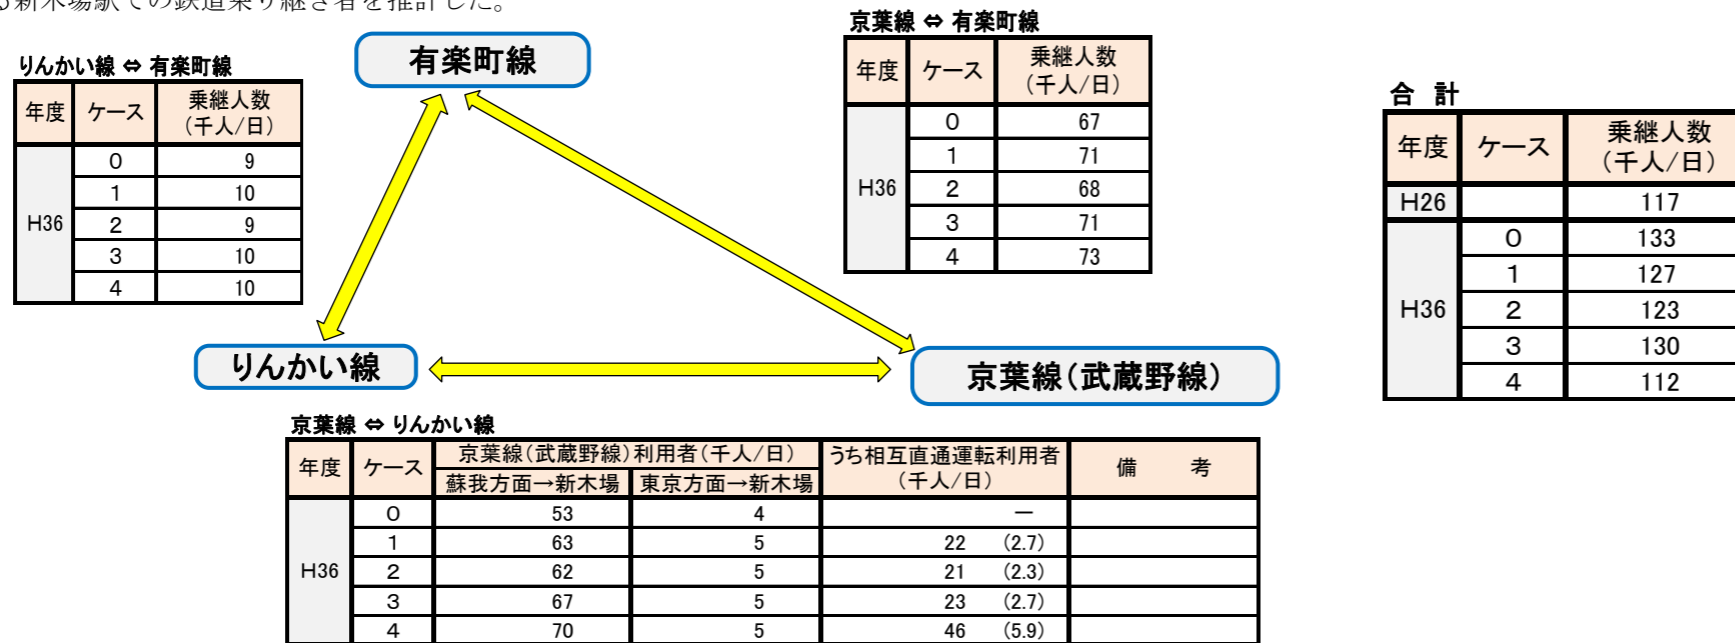 る新木場駅での鉄道乗り継ぎ者を推計した。
りんかい線 ⇔ 有楽町線
年度 ケース 乗継人数
(千人/日)
H36 0 9
1 10
2 9
3 10
4 10
有楽町線
京葉線 ⇔ 有楽町線
年度 ケース 乗継人数
(千人/日)
H36 0 67
1 71
2 68
3 71
4 73
合 計
年度 ケース 乗継人数
(千人/日)
H26 117
H36 0 133
1 127
2 123
3 130
4 112
りんかい線
京葉線(武蔵野線)
京葉線 ⇔ りんかい線
年度 ケース 京葉線(武蔵野線)利用者(千人/日) うち相互直通運転利用者 備 考
蘇我方面→新木場 東京方面→新木場 (千人/日)
H36 0 53 4 ー
1 63 5 22 (2.7)
2 62 5 21 (2.3)
3 67 5 23 (2.7)
4 70 5 46 (5.9)